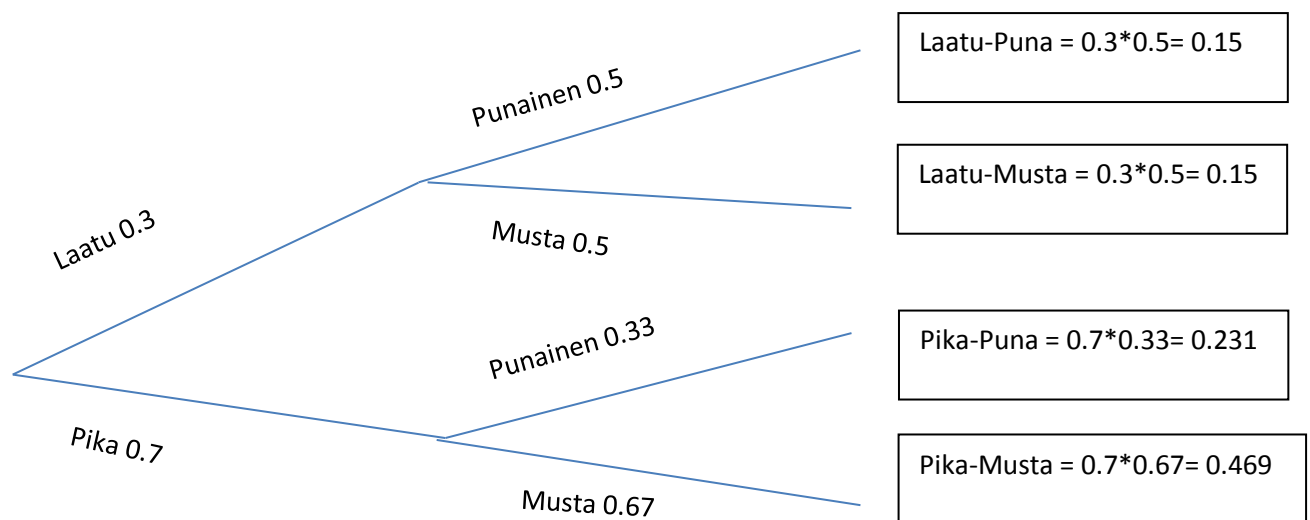 Laatu-Puna = 0.3*0.5= 0.15
Punainen 0.5
Laatu-Musta = 0.3*0.5= 0.15
Laatu 0.3
Musta 0.5
Punainen 0.33
Pika-Puna = 0.7*0.33= 0.231
Pika 0.7
Pika-Musta = 0.7*0.67= 0.469
Musta 0.67